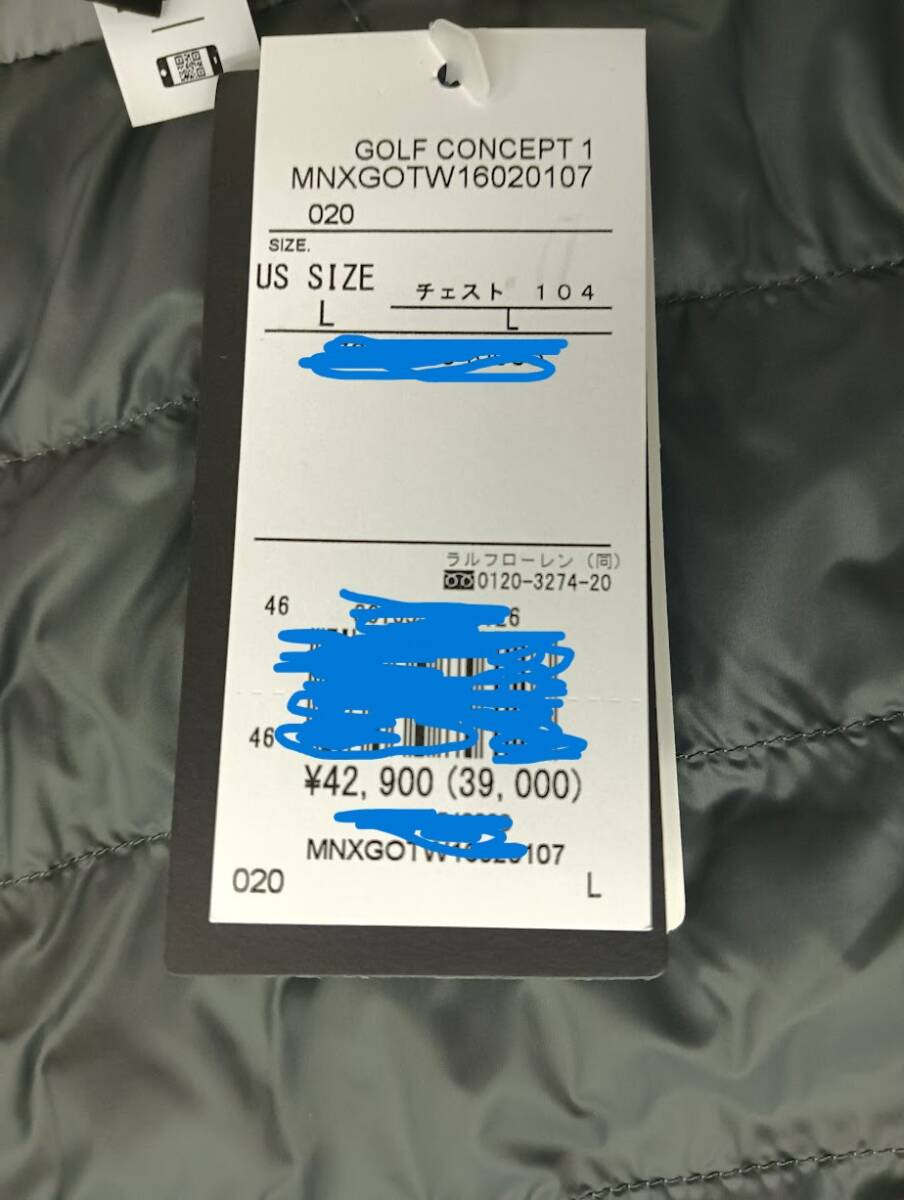 GOLF CONCEPT 1
MNXGOTW16020107
020
SIZE.
US SIZE
チェスト 104
L L
ラルフローレン (同)
0120-3274-20
46
46
¥42,900 (39,000)
MNXGOTW16020107
020 L